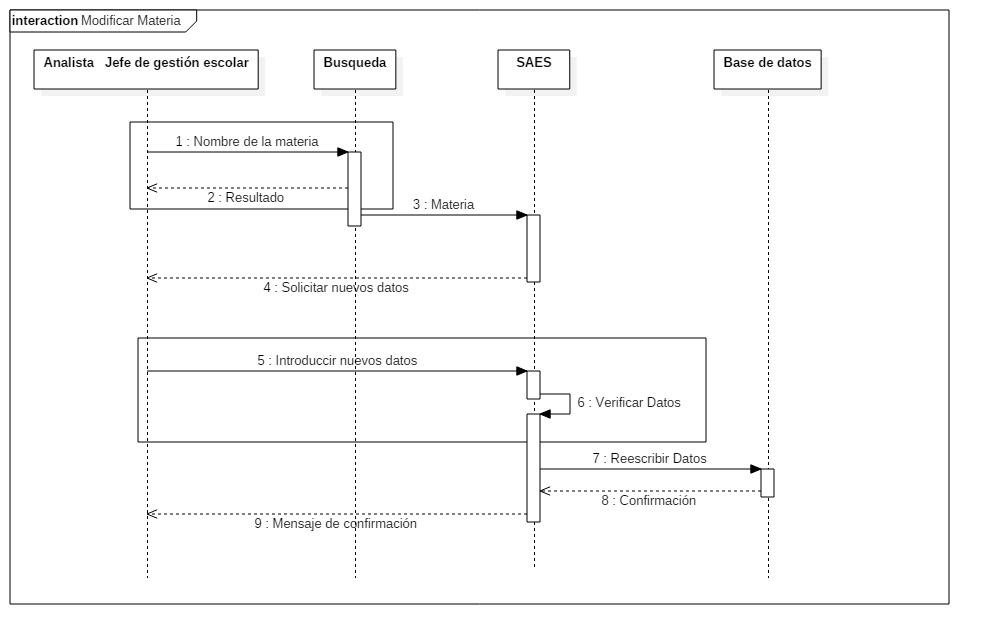 interaction Modificar Materia
Analista Jefe de gestión escolar
Busqueda
SAES
Base de datos
1 : Nombre de la materia
2 : Resultado
3 : Materia
4 : Solicitar nuevos datos
5 : Introduccir nuevos datos
6 : Verificar Datos
7 : Reescribir Datos
8 : Confirmación
9 : Mensaje de confirmación